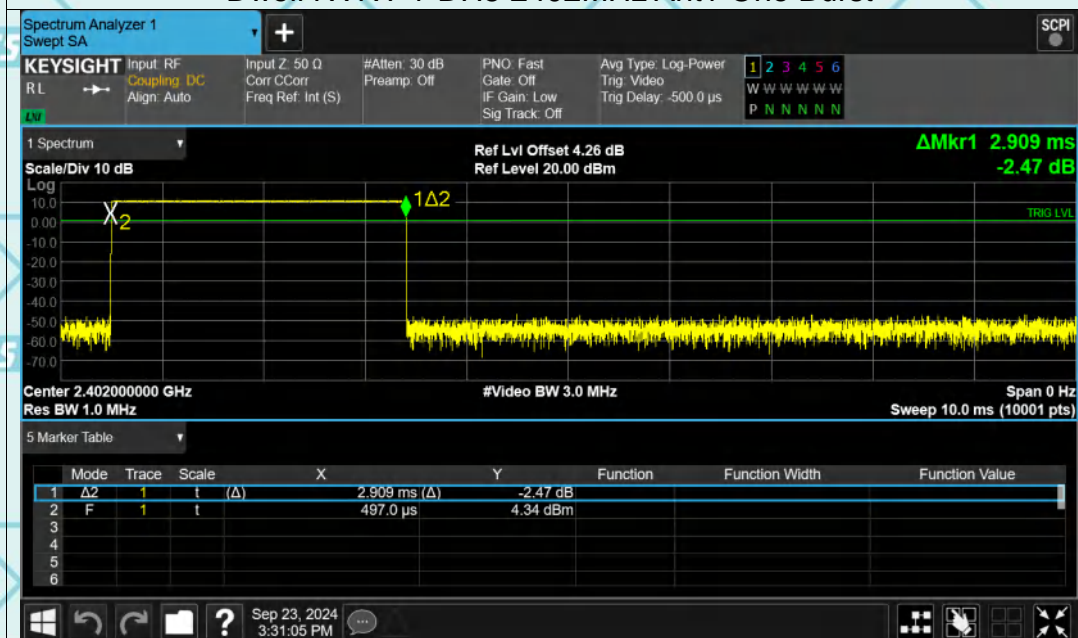 Spectrum Analyzer 1
Swept SA
+
SCPI
KEYSIGHT
RL
LXI
Input: RF
Coupling: DC
Align: Auto
Input Z: 50 Ω
Corr CCorr
Freq Ref: Int (S)
#Atten: 30 dB
Preamp: Off
PNO: Fast
Gate: Off
IF Gain: Low
Sig Track: Off
Avg Type: Log-Power
Trig: Video
Trig Delay: -500.0 µs
1 2 3 4 5 6
W W W W W W
P N N N N N
1 Spectrum
Scale/Div 10 dB
Ref Lvl Offset 4.26 dB
Ref Level 20.00 dBm
ΔMkr1 2.909 ms
-2.47 dB
Log
10.0
0.00
-10.0
-20.0
-30.0
-40.0
-50.0
-60.0
-70.0
1Δ2
2
TRIG LVL
Center 2.402000000 GHz
#Video BW 3.0 MHz
Span 0 Hz
Res BW 1.0 MHz
Sweep 10.0 ms (10001 pts)
5 Marker Table
Mode Trace Scale X Y Function Function Width Function Value
1 Δ2 1 t (Δ) 2.909 ms (Δ) -2.47 dB
2 F 1 t 497.0 µs 4.34 dBm
3
4
5
6
?
Sep 23, 2024
3:31:05 PM